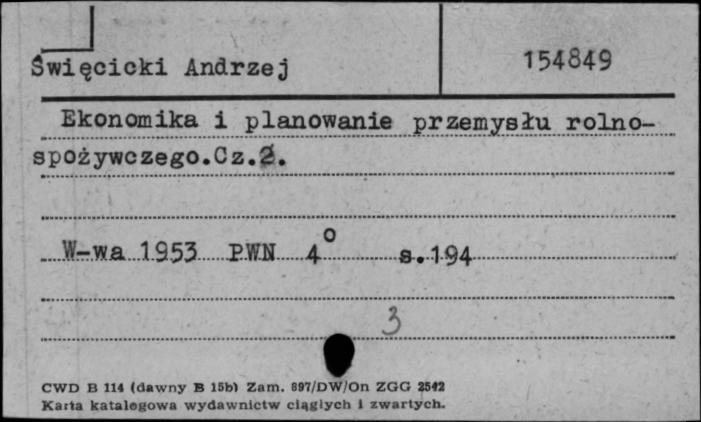 Święcicki Andrzej
154849
Ekonomika i planowanie przemysłu rolno-
spożywczego.Cz.2.
W-wa 1953 PWN 4° s.194
3
CWD B 114 (dawny B 15b) Zam. 897/DW/On ZGG 2542
Karta katalogowa wydawnictw ciągłych i zwartych.